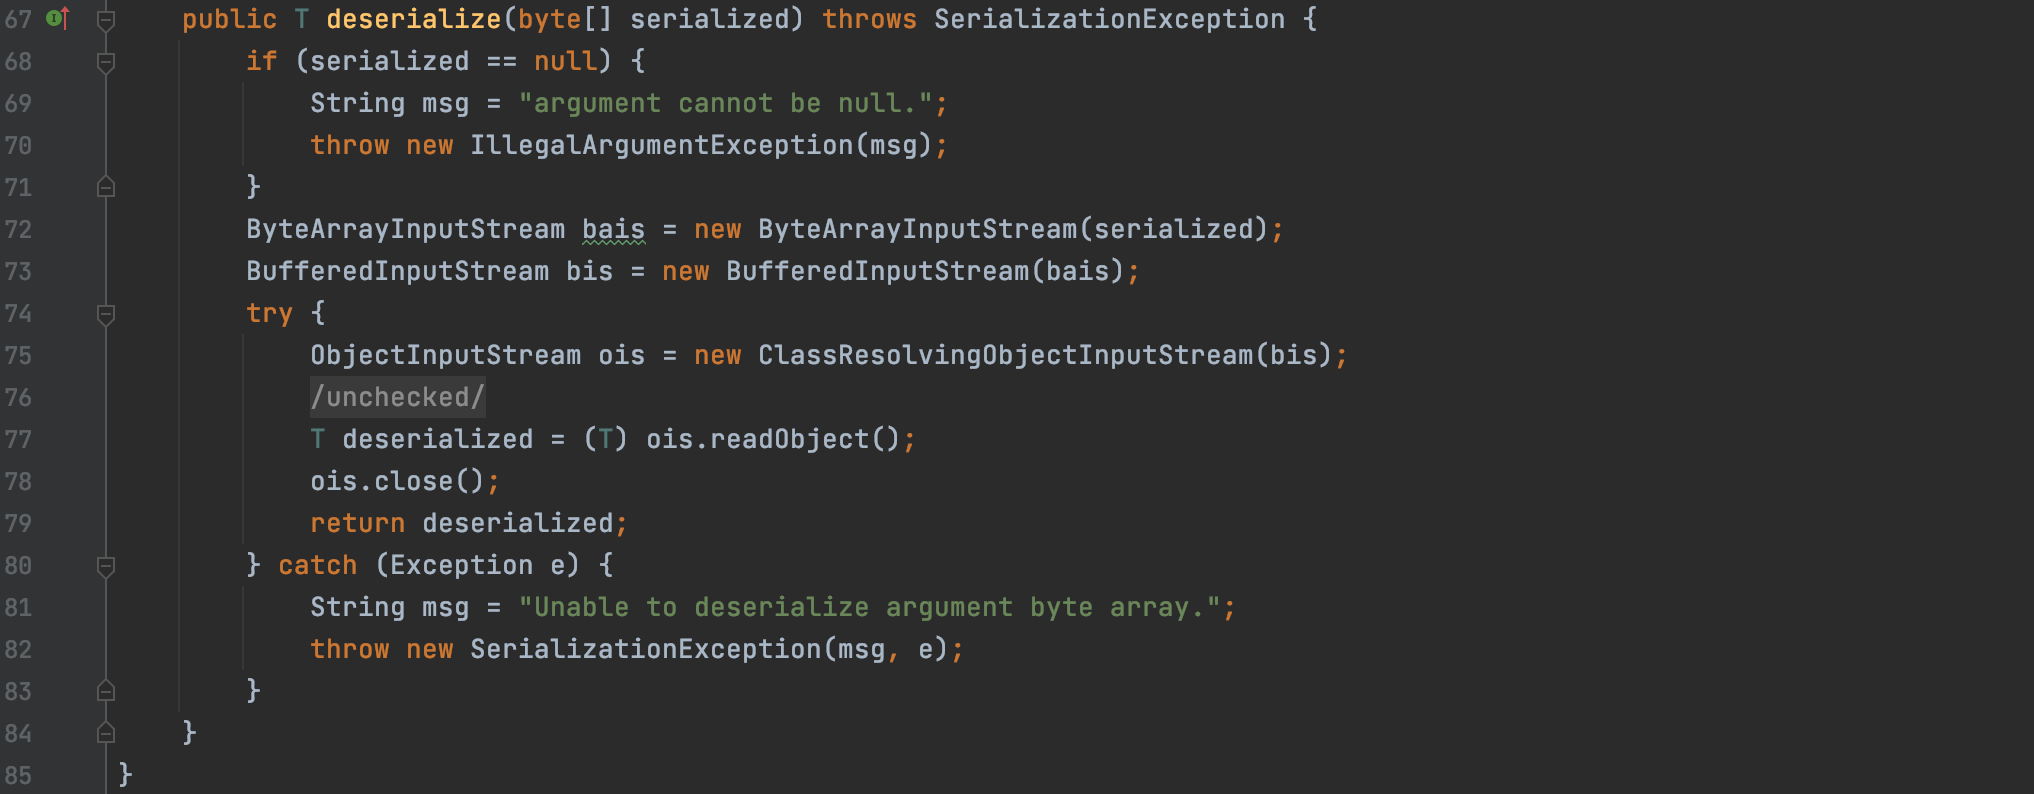 67 public T deserialize(byte[] serialized) throws SerializationException {
68 if (serialized == null) {
69 String msg = "argument cannot be null.";
70 throw new IllegalArgumentException(msg);
71 }
72 ByteArrayInputStream bais = new ByteArrayInputStream(serialized);
73 BufferedInputStream bis = new BufferedInputStream(bais);
74 try {
75 ObjectInputStream ois = new ClassResolvingObjectInputStream(bis);
76 /unchecked/
77 T deserialized = (T) ois.readObject();
78 ois.close();
79 return deserialized;
80 } catch (Exception e) {
81 String msg = "Unable to deserialize argument byte array.";
82 throw new SerializationException(msg, e);
83 }
84 }
85 }